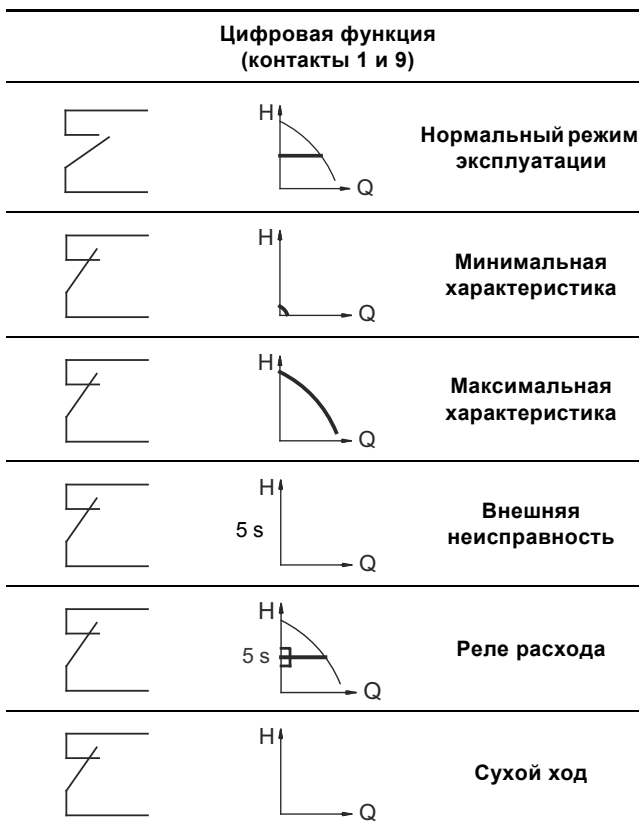 Цифровая функция
(контакты 1 и 9)
H
Q
Нормальный режим
эксплуатации
H
Q
Минимальная
характеристика
H
Q
Максимальная
характеристика
H
5 s
Q
Внешняя
неисправность
H
5 s
Q
Реле расхода
H
Q
Сухой ход